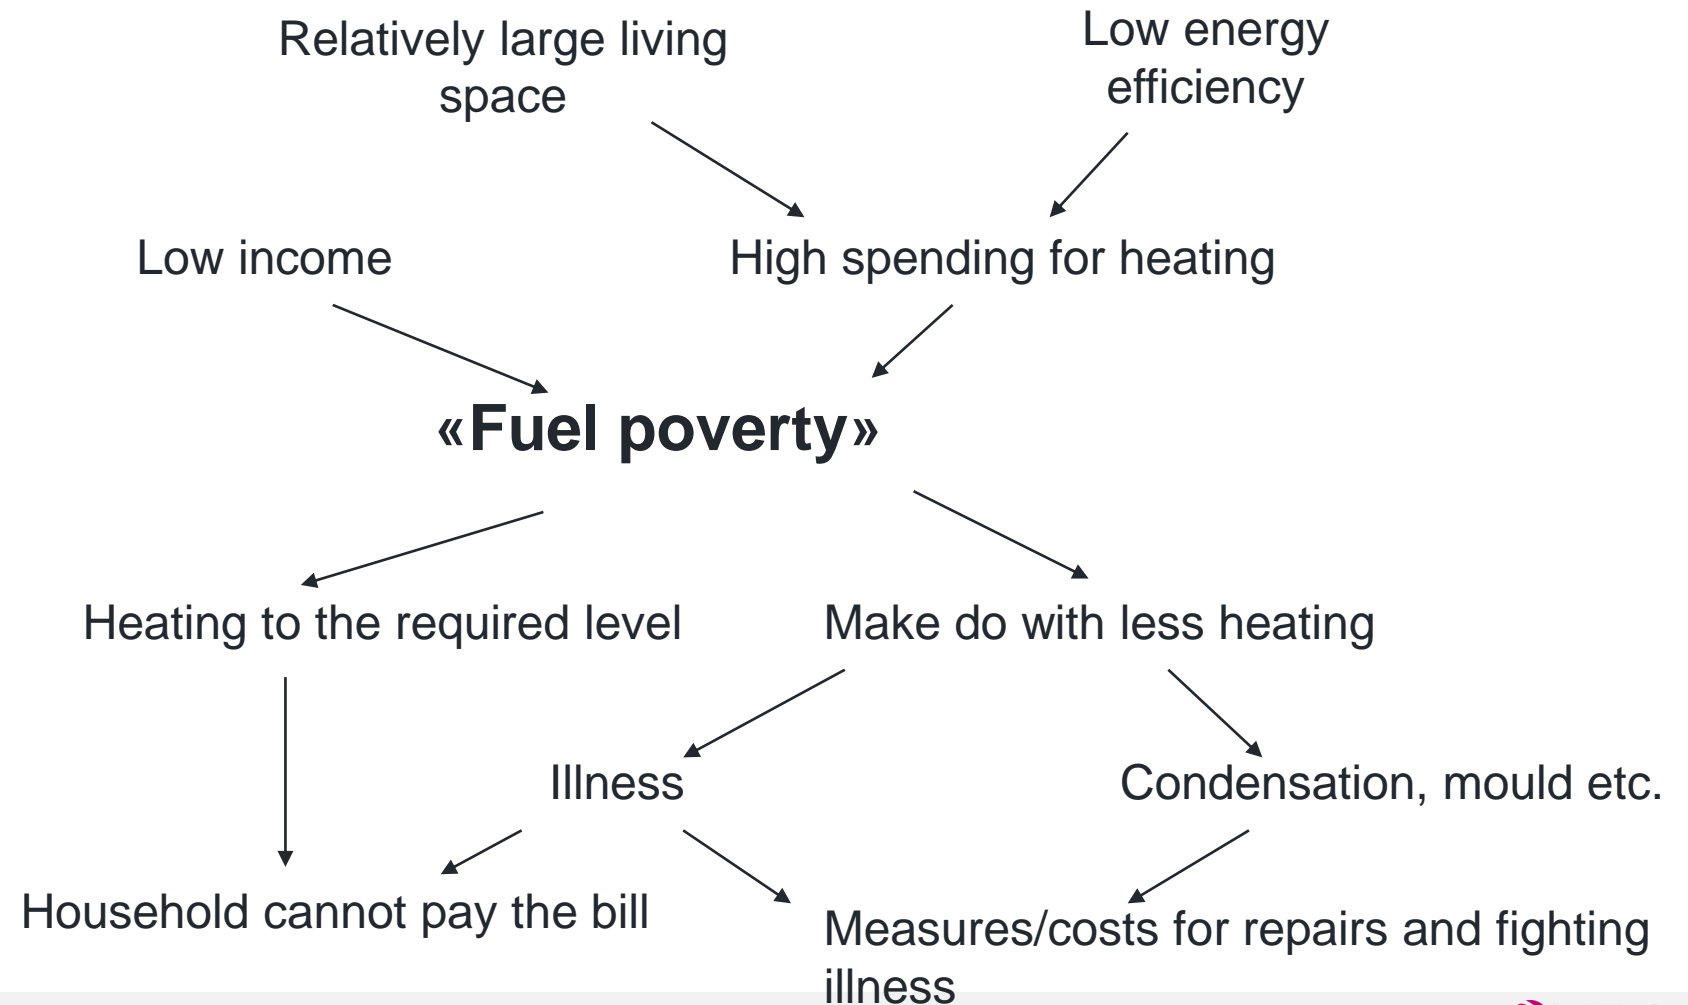 Relatively large living
space
Low energy
efficiency
Low income
High spending for heating
«Fuel poverty»
Heating to the required level
Make do with less heating
Illness
Condensation, mould etc.
Household cannot pay the bill
Measures/costs for repairs and fighting
illness